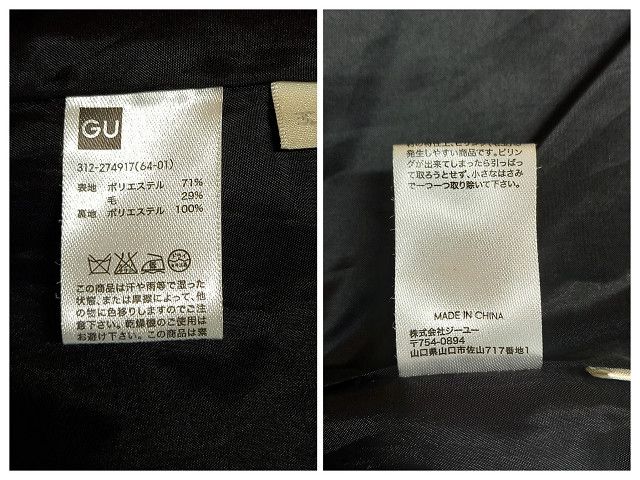 GU
312-274917(64-01)
表地 ポリエステル 71%
毛 29%
裏地 ポリエステル 100%
この商品は汗や雨等で湿った
状態、または摩擦によって、他
の物に色移りしますのでご注
意下さい。乾燥機のご使用は
お避け下さい。この商品は素
発生しやすい商品です。ピリン
グが出来てしまったら引っぱっ
て取ろうとせず、小さなはさみ
で一つ一つ取り除いて下さい。
MADE IN CHINA
株式会社ジーユー
〒754-0894
山口県山口市佐山717番地1